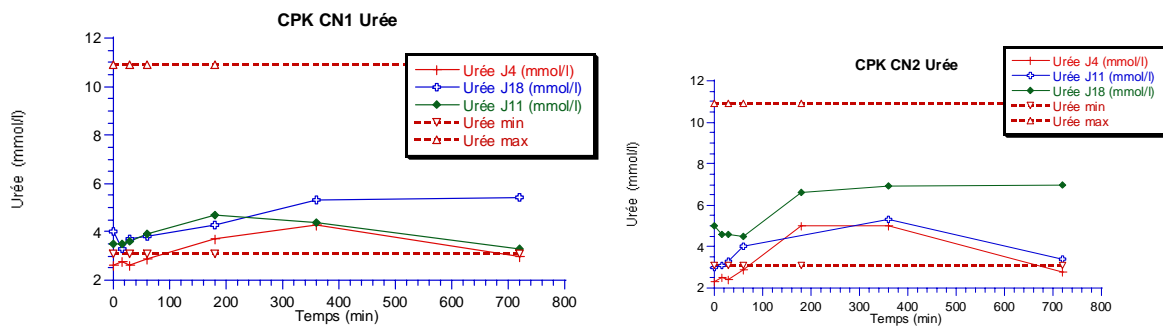 CPK CN1 Urée
12
10
8
6
4
2
Urée (mmol/l)
0 100 200 300 400 500 600 700 800
Temps (min)
Urée J4 (mmol/l)
Urée J18 (mmol/l)
Urée J11 (mmol/l)
Urée min
Urée max
CPK CN2 Urée
12
10
8
6
4
2
Urée (mmol/l)
0 100 200 300 400 500 600 700 800
Temps (min)
Urée J4 (mmol/l)
Urée J11 (mmol/l)
Urée J18 (mmol/l)
Urée min
Urée max